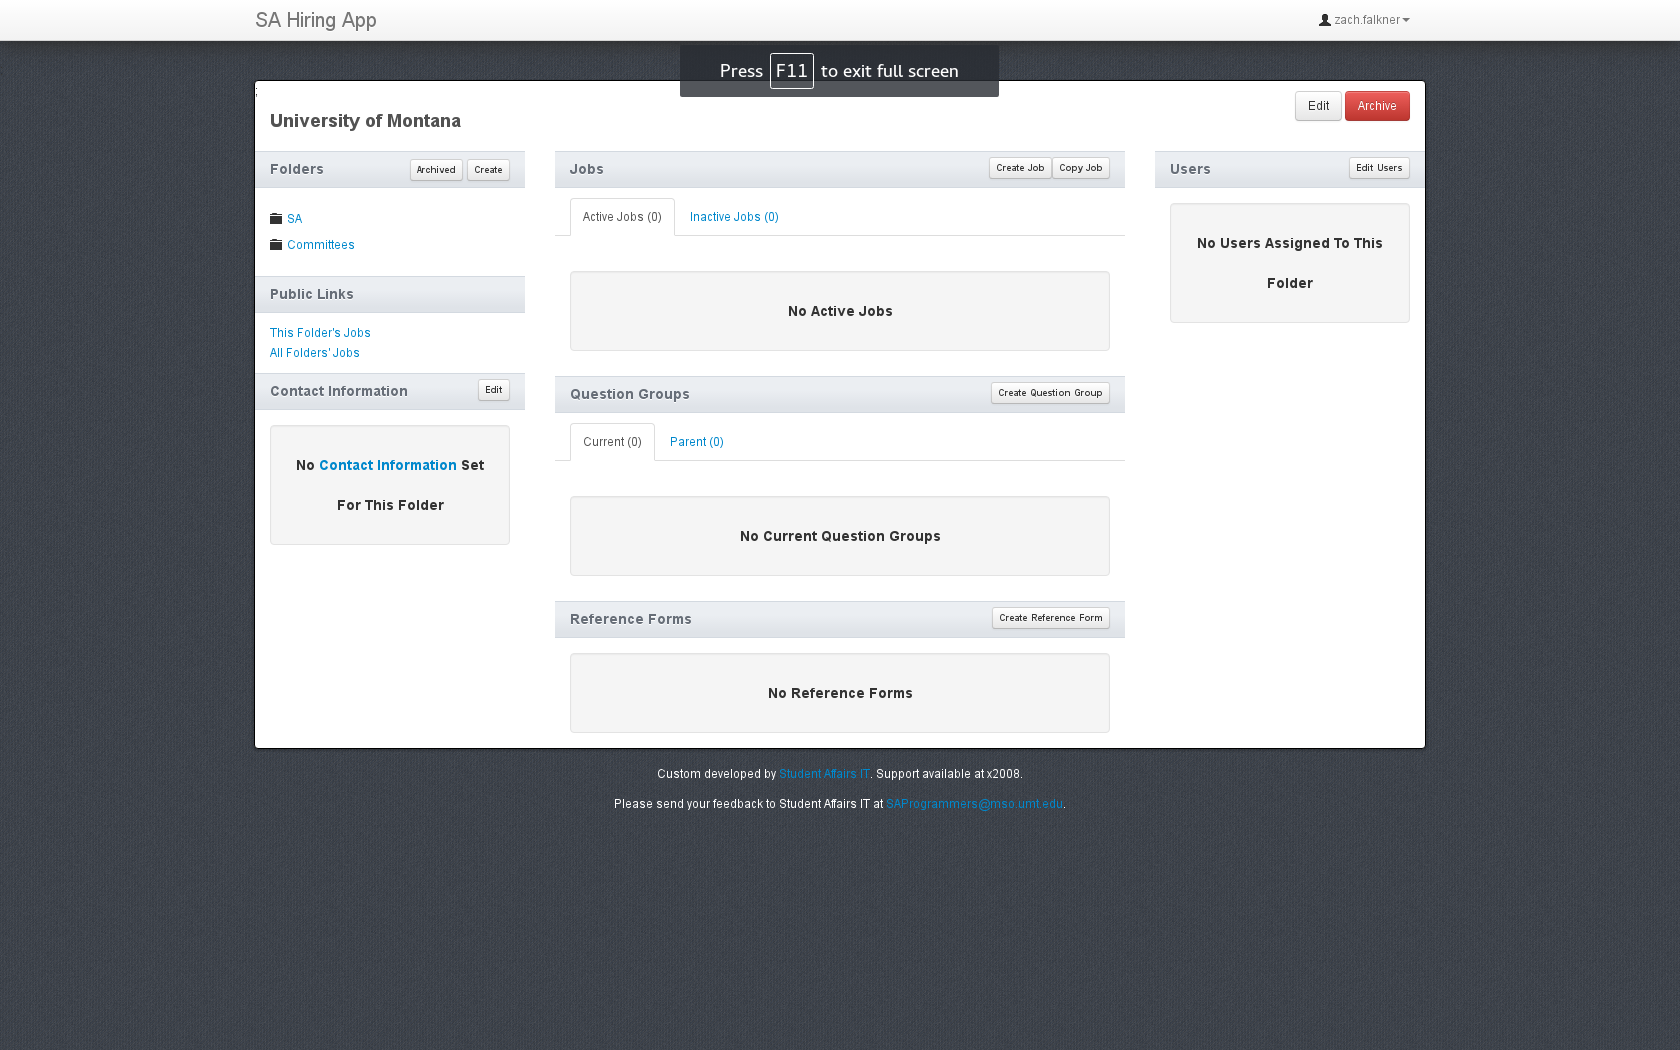 SA Hiring App
zach.falkner
Press F11 to exit full screen
;
University of Montana
Edit Archive
Folders
Archived Create
SA
Committees
Public Links
This Folder's Jobs
All Folders' Jobs
Contact Information
Edit
No Contact Information Set
For This Folder
Jobs
Create Job Copy Job
Active Jobs (0) Inactive Jobs (0)
No Active Jobs
Question Groups
Create Question Group
Current (0) Parent (0)
No Current Question Groups
Reference Forms
Create Reference Form
No Reference Forms
Users
Edit Users
No Users Assigned To This
Folder
Custom developed by Student Affairs IT. Support available at x2008.
Please send your feedback to Student Affairs IT at SAProgrammers@mso.umt.edu.